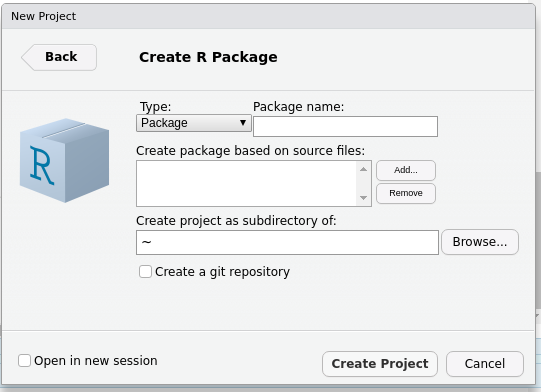 New Project
Back
Create R Package
R
Type:
Package name:
Package
Create package based on source files:
Add...
Remove
Create project as subdirectory of:
~
Browse...
Create a git repository
Open in new session
Create Project
Cancel